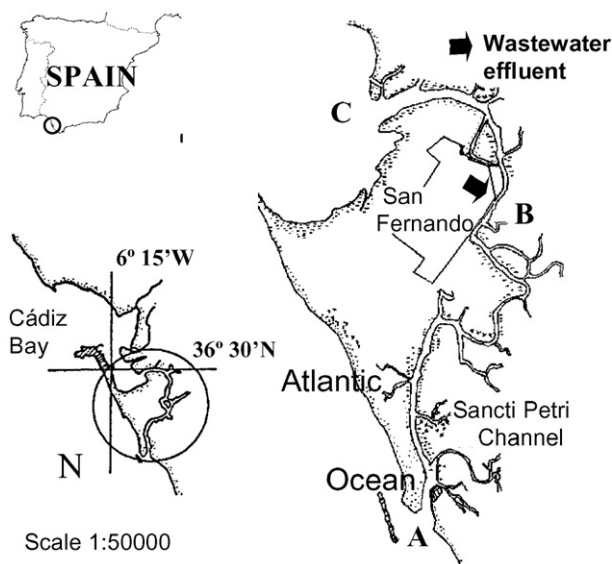 SPAIN
Wastewater
effluent
C
San
Fernando
B
6º 15’W
Cádiz
Bay
36º 30’N
Atlantic
Sancti Petri
Channel
N
Ocean
A
Scale 1:50000